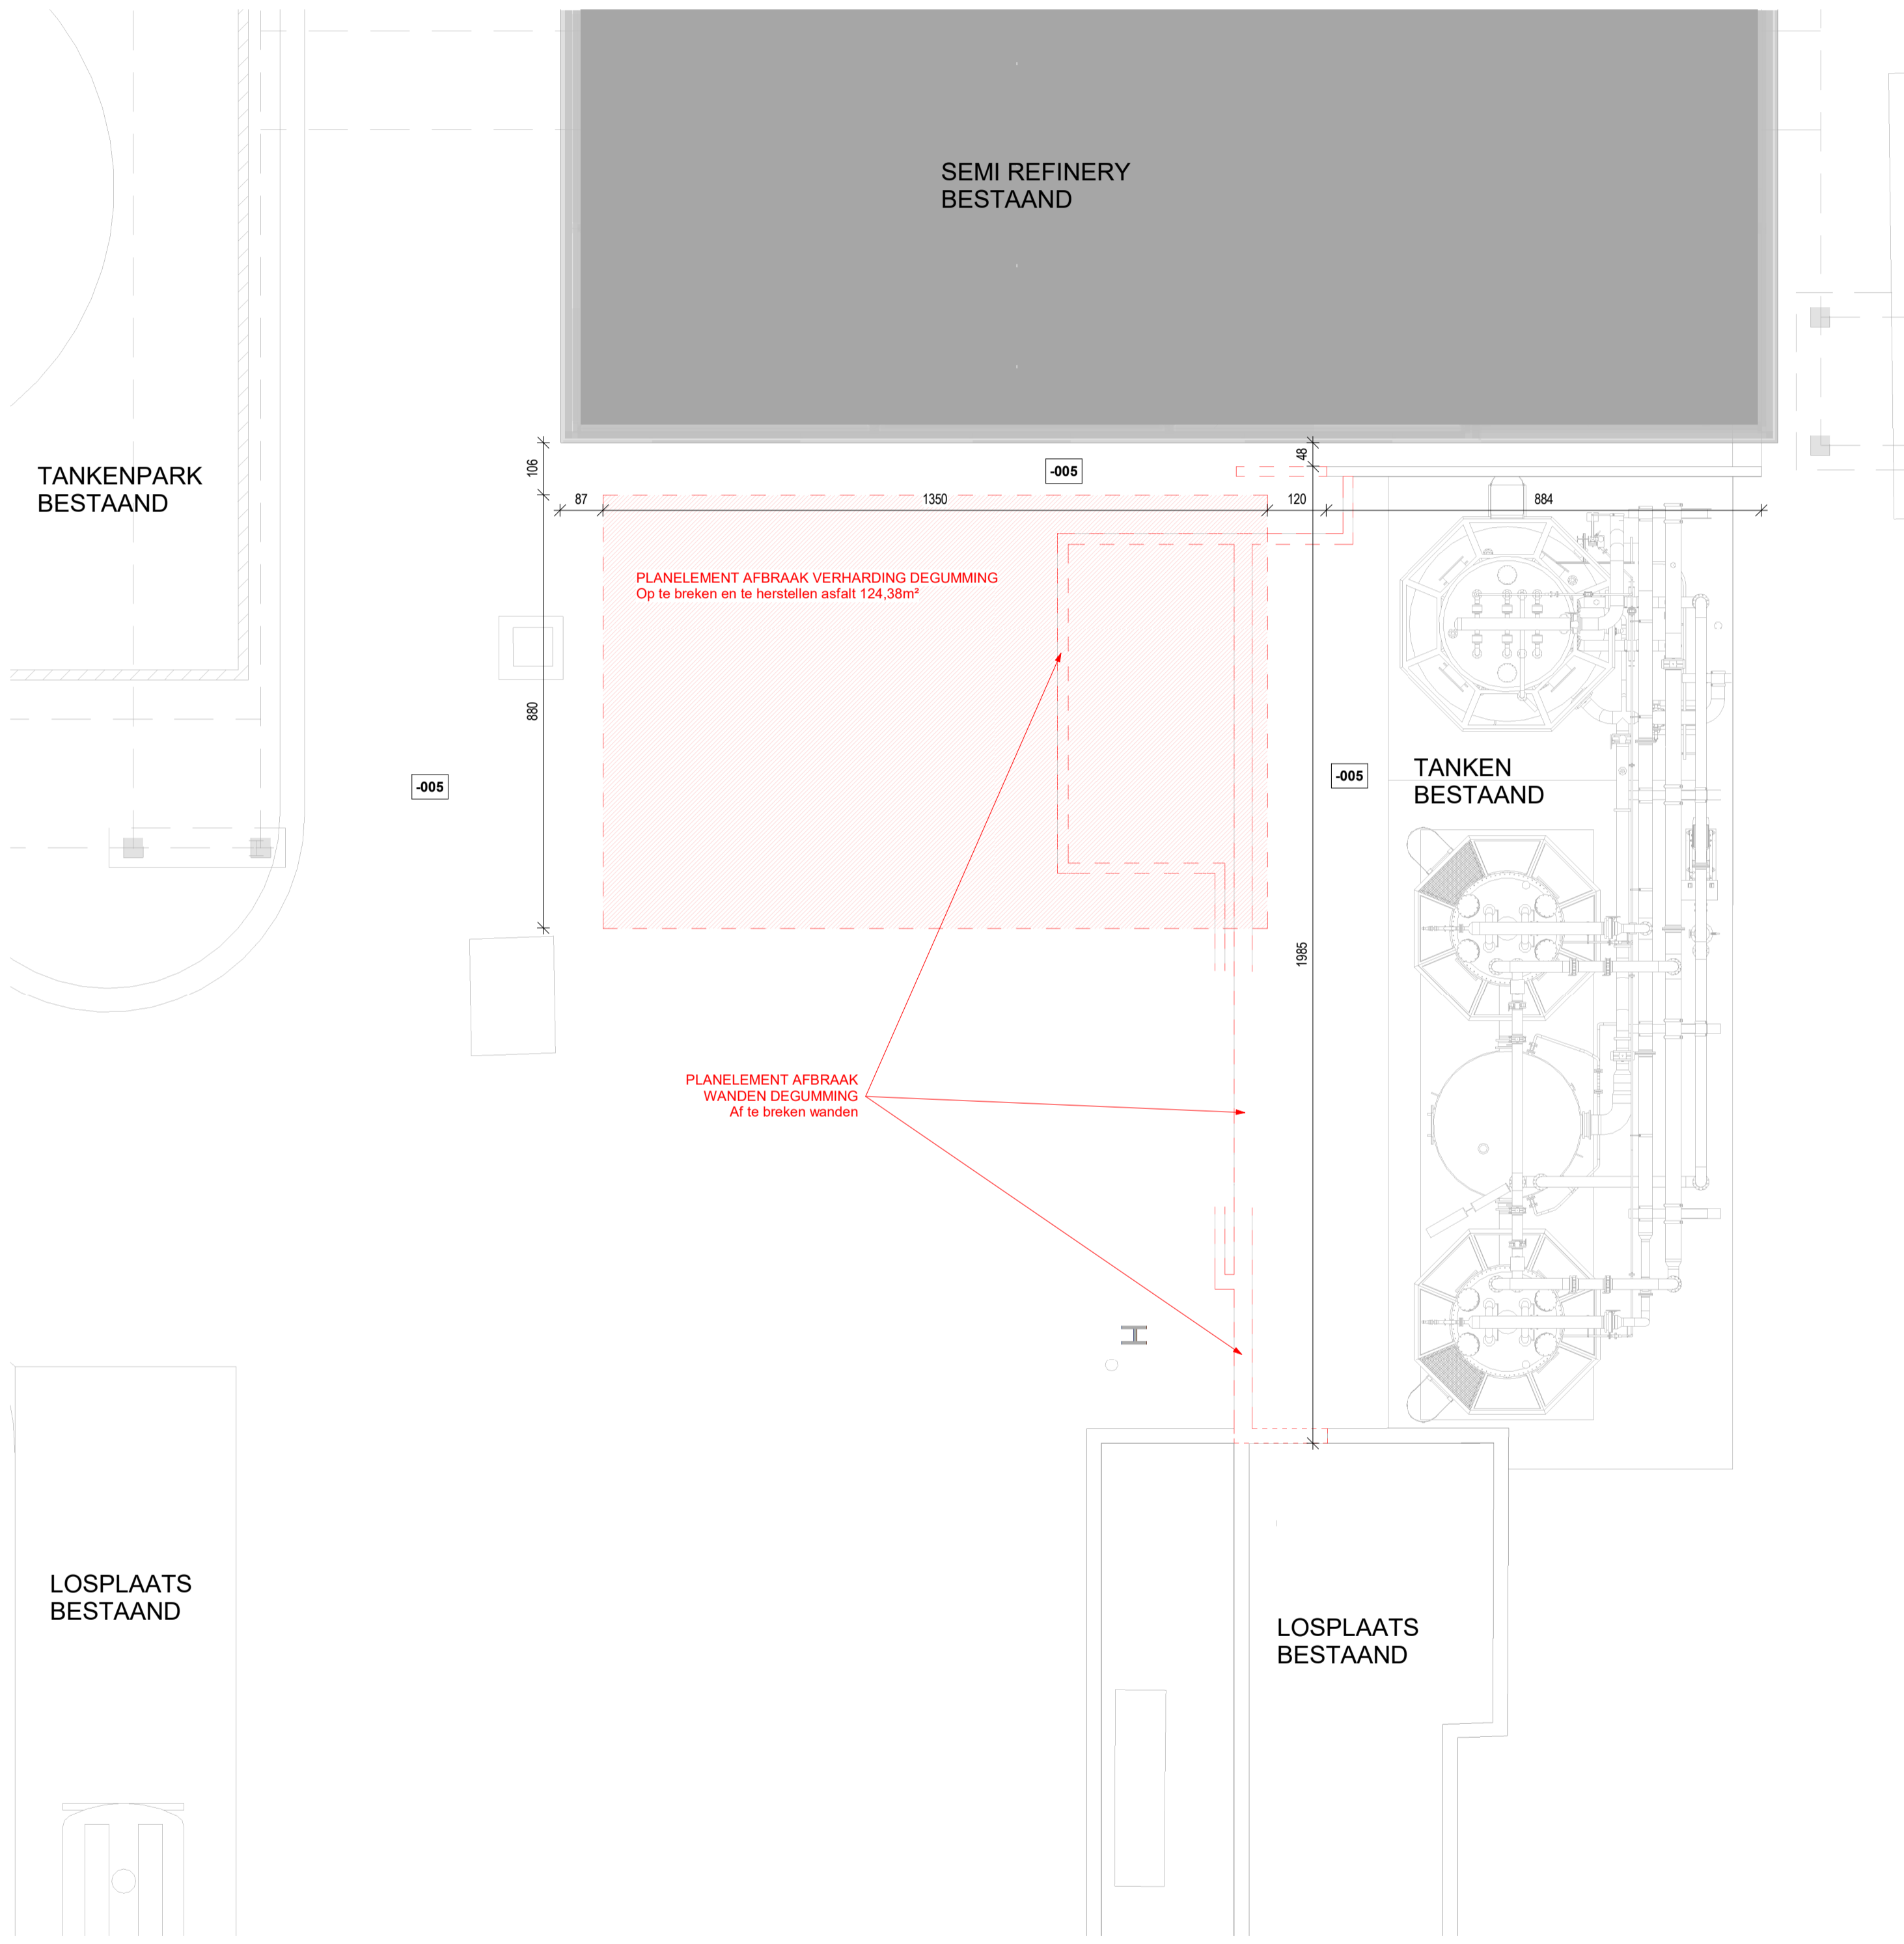 SEMI REFINERY
BESTAAND
TANKENPARK
BESTAAND
106
48
-005
87
1350
120
884
PLANELEMENT AFBRAAK VERHARDING DEGUMMING
Op te breken en te herstellen asfalt 124,38m²
880
-005
-005
TANKEN
BESTAAND
1985
PLANELEMENT AFBRAAK
WANDEN DEGUMMING
Af te breken wanden
LOSPLAATS
BESTAAND
LOSPLAATS
BESTAAND